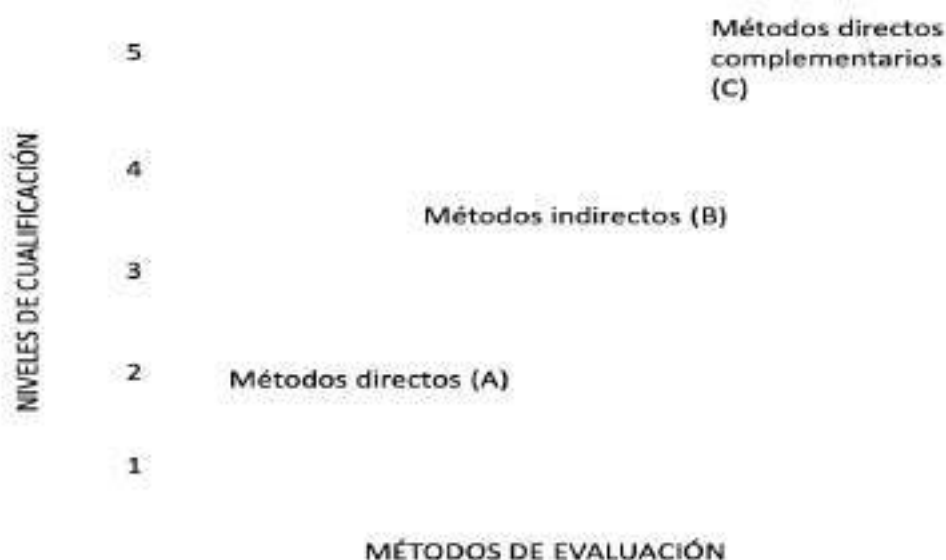 Métodos directos
complementarios
(C)
5
4
Métodos indirectos (B)
3
2
Métodos directos (A)
1
NIVELES DE CUALIFICACIÓN
MÉTODOS DE EVALUACIÓN